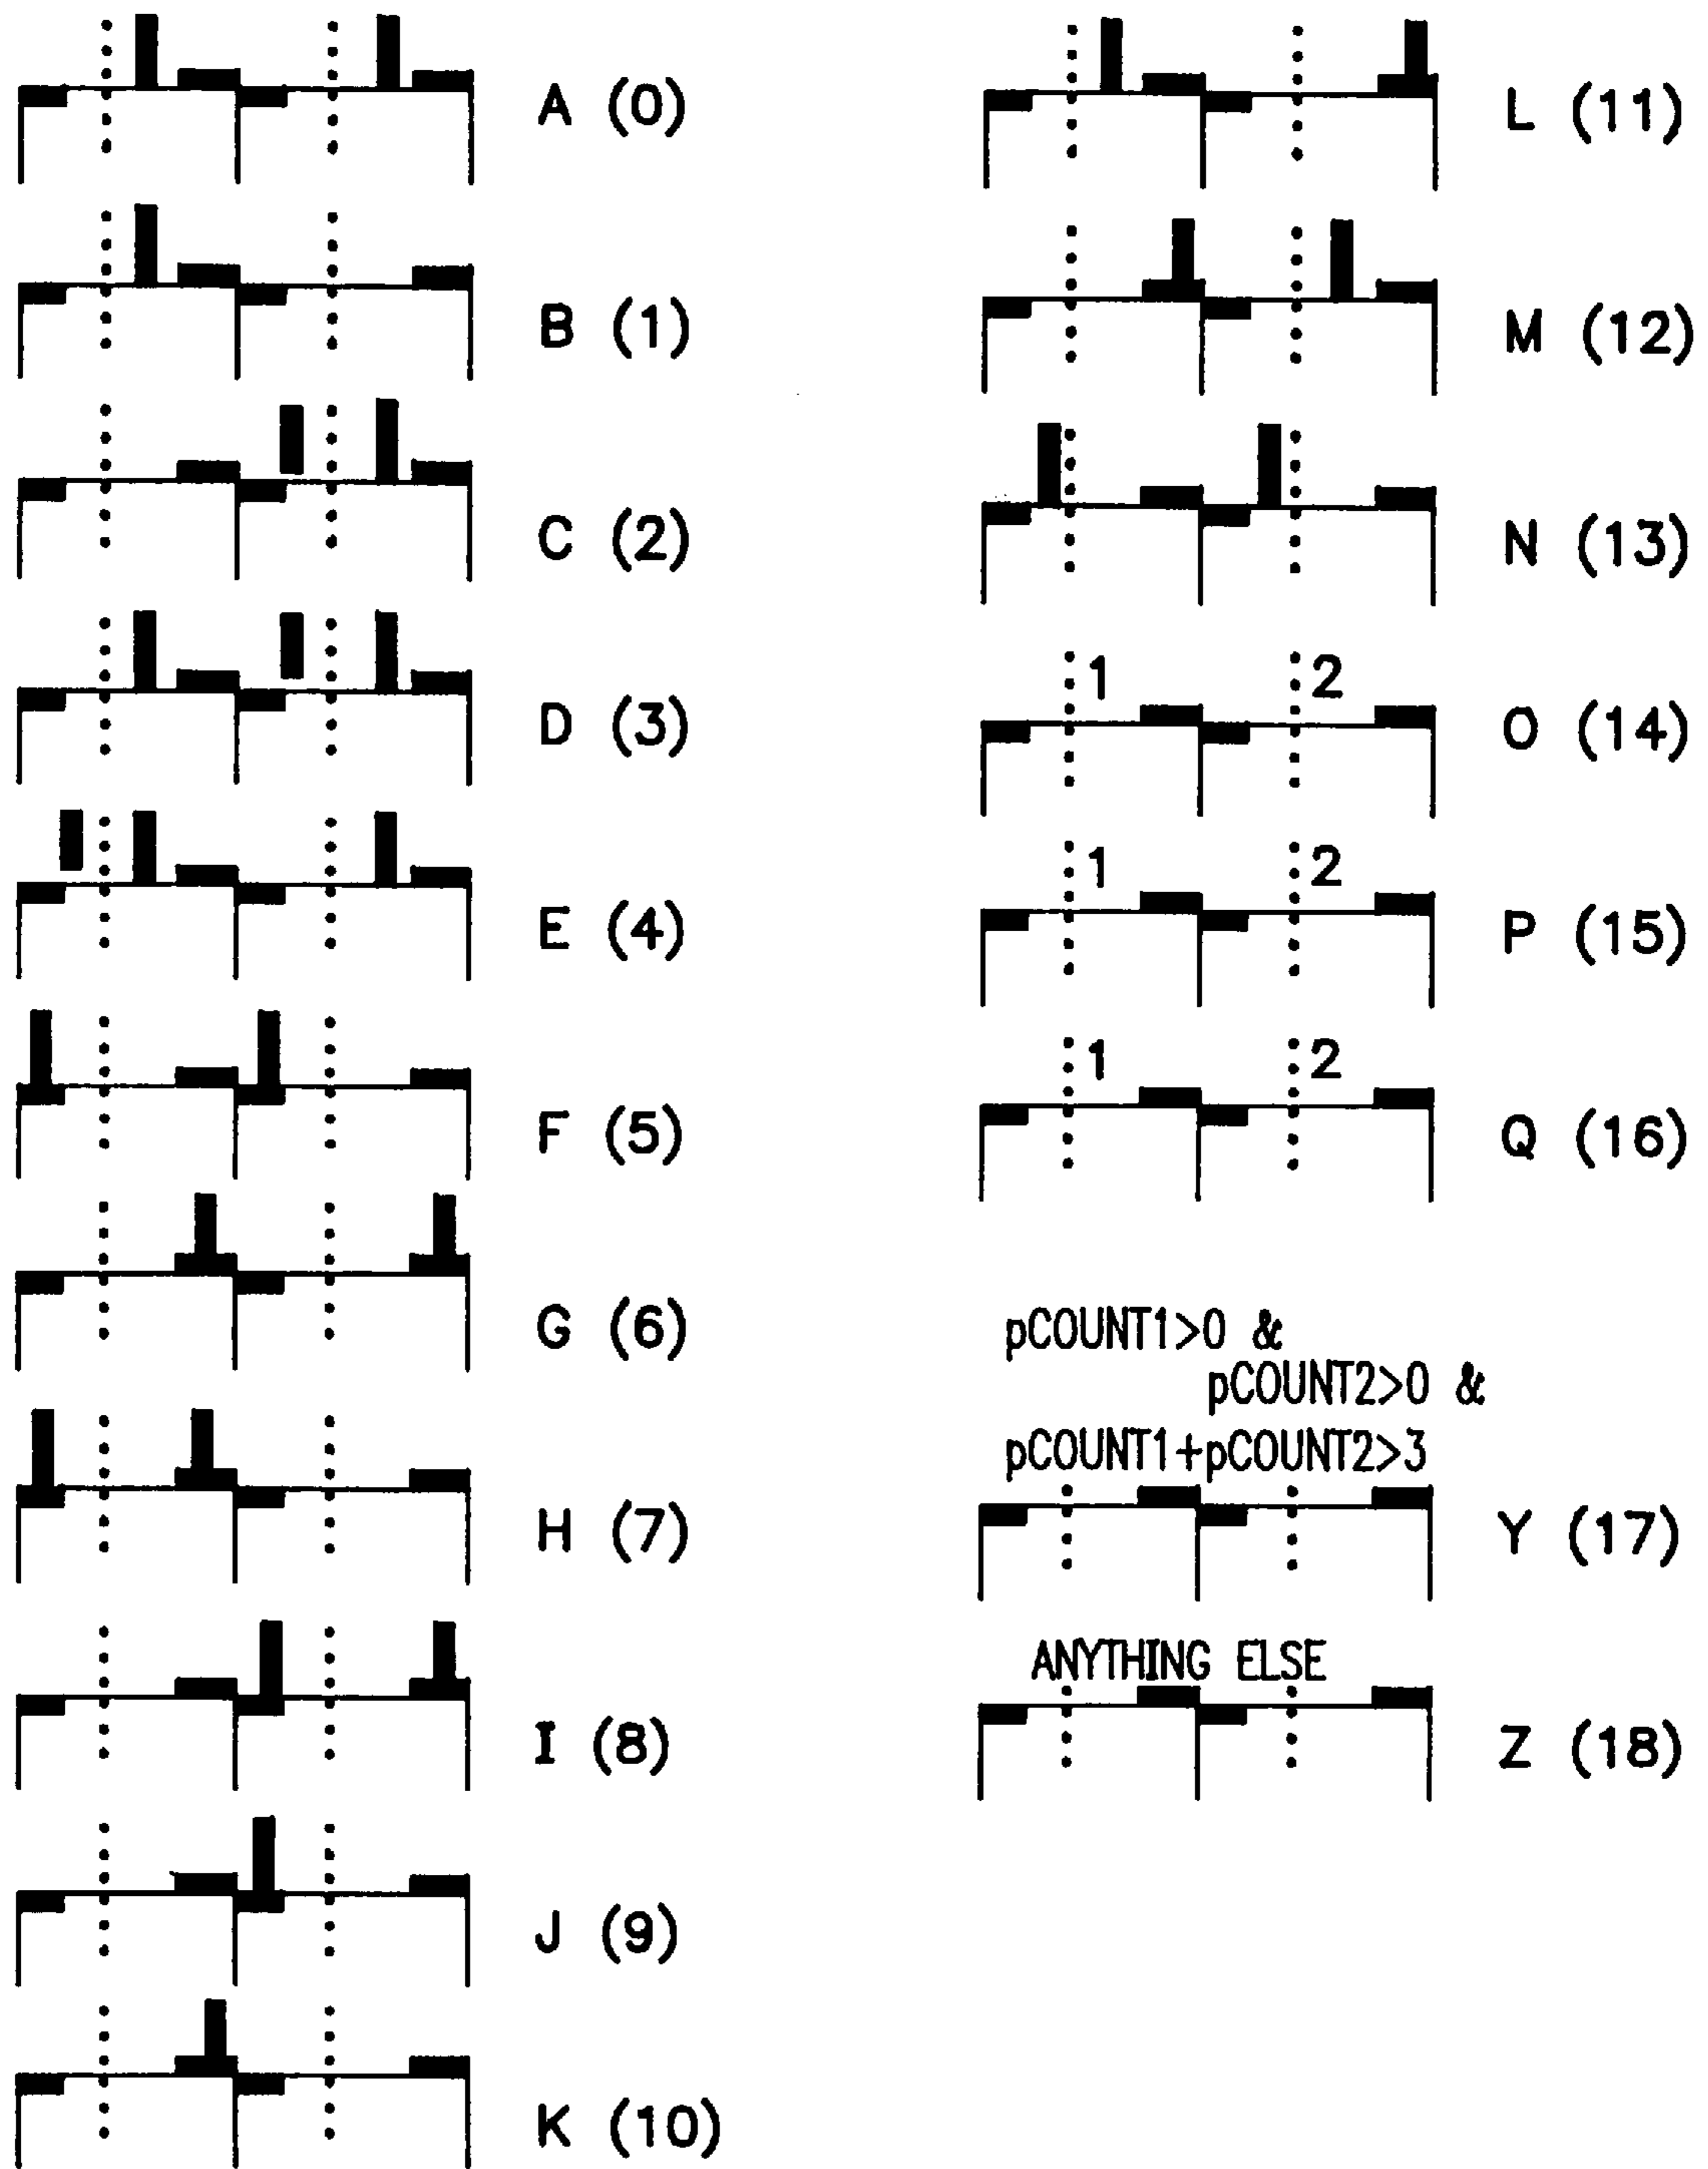 A (0)
B (1)
C (2)
D (3)
E (4)
F (5)
G (6)
H (7)
I (8)
J (9)
K (10)
L (11)
M (12)
N (13)
1 2
O (14)
1 2
P (15)
1 2
Q (16)
pCOUNT1>0 &
pCOUNT2>0 &
pCOUNT1+pCOUNT2>3
Y (17)
ANYTHING ELSE
Z (18)